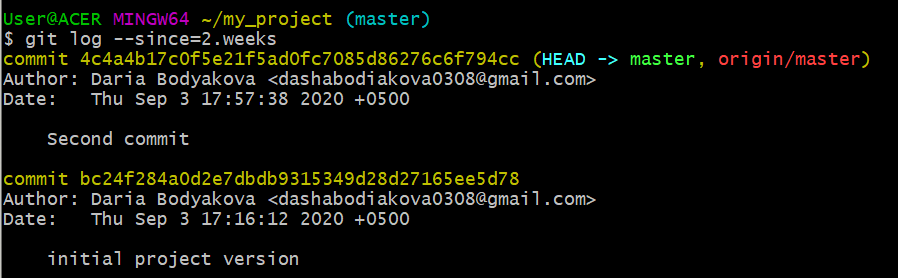 User@ACER MINGW64 ~/my_project (master)
$ git log --since=2.weeks
commit 4c4a4b17c0f5e21f5ad0fc7085d86276c6f794cc (HEAD -> master, origin/master)
Author: Daria Bodyakova <dashabodiakova0308@gmail.com>
Date:   Thu Sep 3 17:57:38 2020 +0500
    Second commit
commit bc24f284a0d2e7dbdb9315349d28d27165ee5d78
Author: Daria Bodyakova <dashabodiakova0308@gmail.com>
Date:   Thu Sep 3 17:16:12 2020 +0500
    initial project version